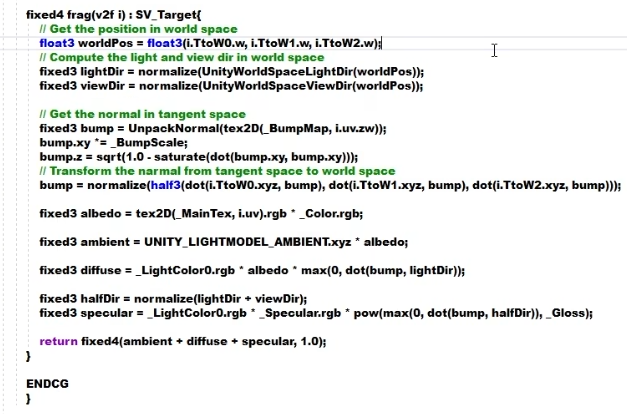 fixed4 frag(v2f i) : SV_Target{
// Get the position in world space
float3 worldPos = float3(i.TtoW0.w, i.TtoW1.w, i.TtoW2.w);
// Compute the light and view dir in world space
fixed3 lightDir = normalize(UnityWorldSpaceLightDir(worldPos));
fixed3 viewDir = normalize(UnityWorldSpaceViewDir(worldPos));
// Get the normal in tangent space
fixed3 bump = UnpackNormal(tex2D(_BumpMap, i.uv.zw));
bump.xy *= _BumpScale;
bump.z = sqrt(1.0 - saturate(dot(bump.xy, bump.xy)));
// Transform the narmal from tangent space to world space
bump = normalize(half3(dot(i.TtoW0.xyz, bump), dot(i.TtoW1.xyz, bump), dot(i.TtoW2.xyz, bump)));
fixed3 albedo = tex2D(_MainTex, i.uv).rgb * _Color.rgb;
fixed3 ambient = UNITY_LIGHTMODEL_AMBIENT.xyz * albedo;
fixed3 diffuse = _LightColor0.rgb * albedo * max(0, dot(bump, lightDir));
fixed3 halfDir = normalize(lightDir + viewDir);
fixed3 specular = _LightColor0.rgb * _Specular.rgb * pow(max(0, dot(bump, halfDir)), _Gloss);
return fixed4(ambient + diffuse + specular, 1.0);
}
ENDCG
}